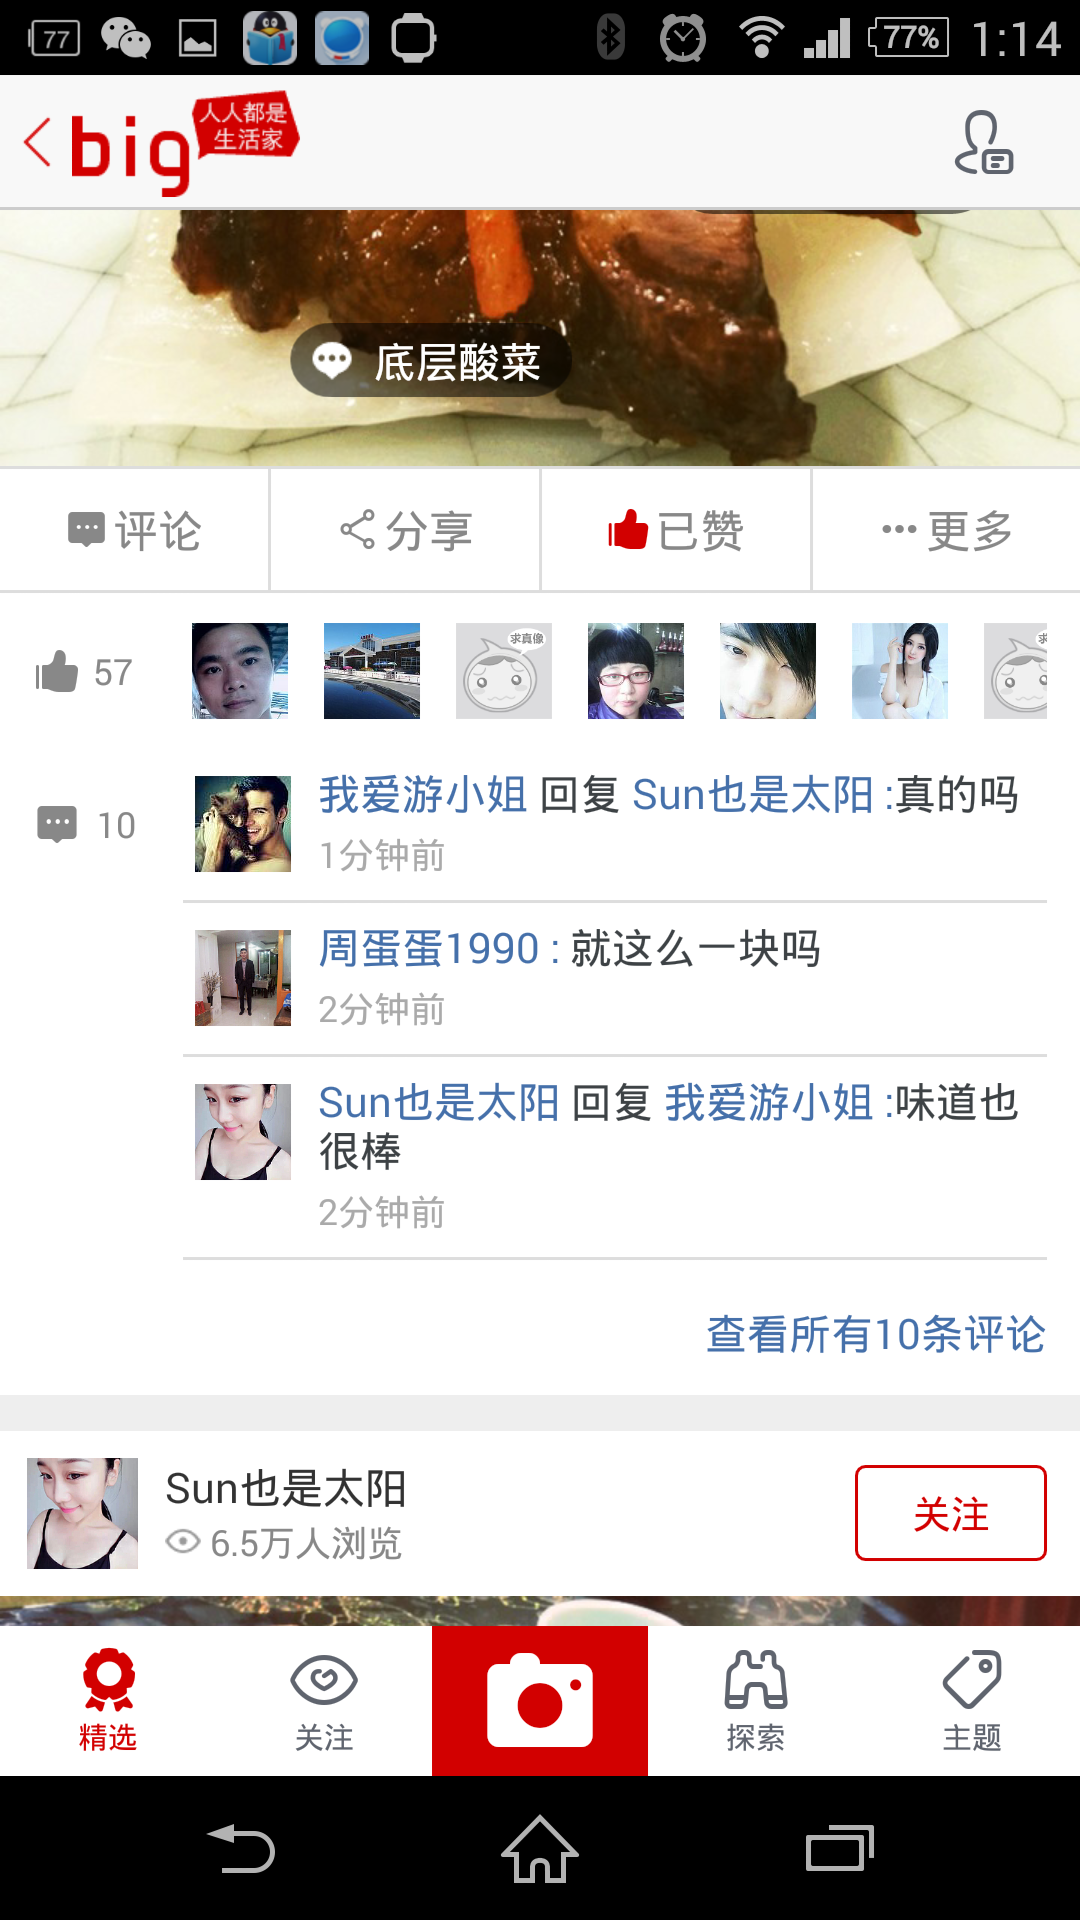 77
77%
1:14
big
人人都是
生活家
底层酸菜
评论
分享
已赞
更多
57
求真像
10
我爱游小姐 回复 Sun也是太阳 :真的吗
1分钟前
周蛋蛋1990 : 就这么一块吗
2分钟前
Sun也是太阳 回复 我爱游小姐 :味道也
很棒
2分钟前
查看所有10条评论
Sun也是太阳
6.5万人浏览
关注
精选
关注
探索
主题